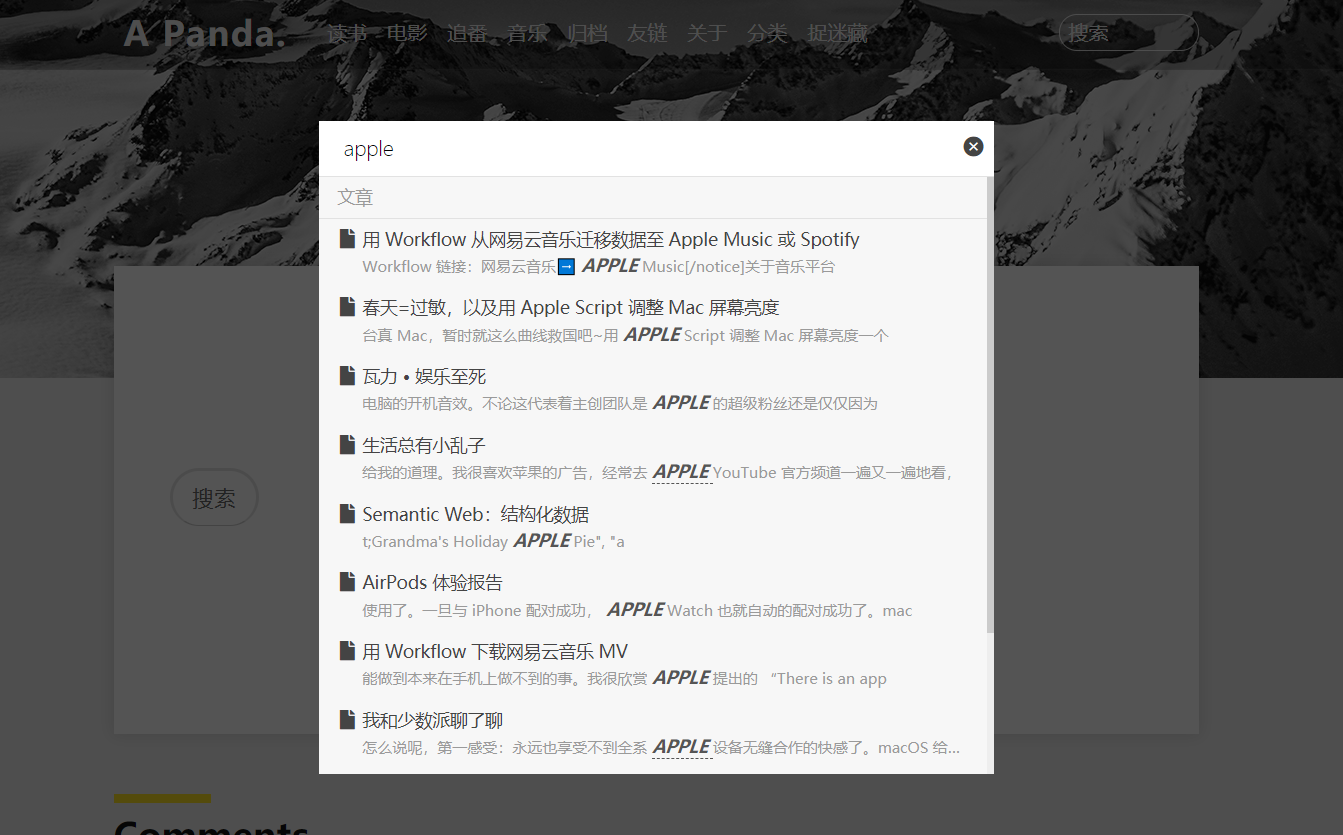 A Panda. 读书 电影 追番 音乐 归档 友链 关于 分类 捉迷藏 搜索
apple
文章
用 Workflow 从网易云音乐迁移数据至 Apple Music 或 Spotify
Workflow 链接：网易云音乐➡️ APPLE Music[/notice]关于音乐平台
春天=过敏，以及用 Apple Script 调整 Mac 屏幕亮度
台真 Mac，暂时就这么曲线救国吧~用 APPLE Script 调整 Mac 屏幕亮度一个
瓦力 • 娱乐至死
电脑的开机音效。不论这代表着主创团队是 APPLE 的超级粉丝还是仅仅因为
生活总有小乱子
给我的道理。我很喜欢苹果的广告，经常去 APPLE YouTube 官方频道一遍又一遍地看，
搜索
Semantic Web：结构化数据
t;Grandma's Holiday APPLE Pie", "a
AirPods 体验报告
使用了。一旦与 iPhone 配对成功， APPLE Watch 也就自动的配对成功了。mac
用 Workflow 下载网易云音乐 MV
能做到本来在手机上做不到的事。我很欣赏 APPLE 提出的 “There is an app
我和少数派聊了聊
怎么说呢，第一感受：永远也享受不到全系 APPLE 设备无缝合作的快感了。macOS 给...
Comments